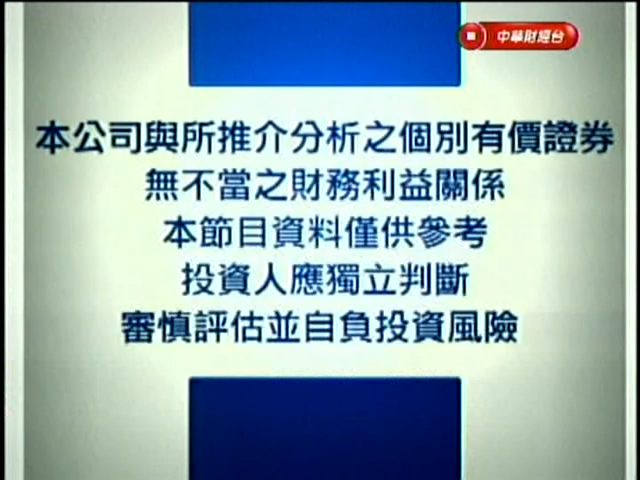 中華財經台
本公司與所推介分析之個別有價證券
無不當之財務利益關係
本節目資料僅供參考
投資人應獨立判斷
審慎評估並自負投資風險